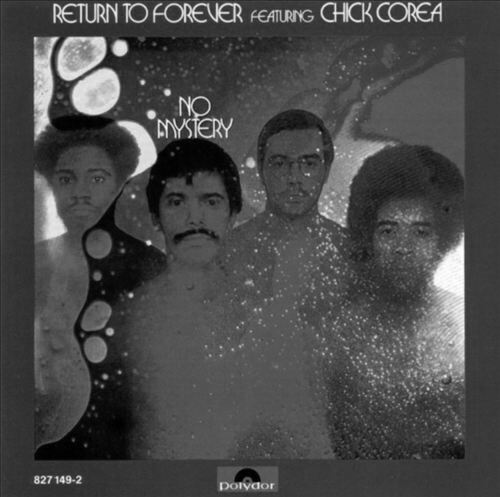 RETURN TO FOREVER FEATURING CHICK COREA
NO
MYSTERY
827 149-2
polydor